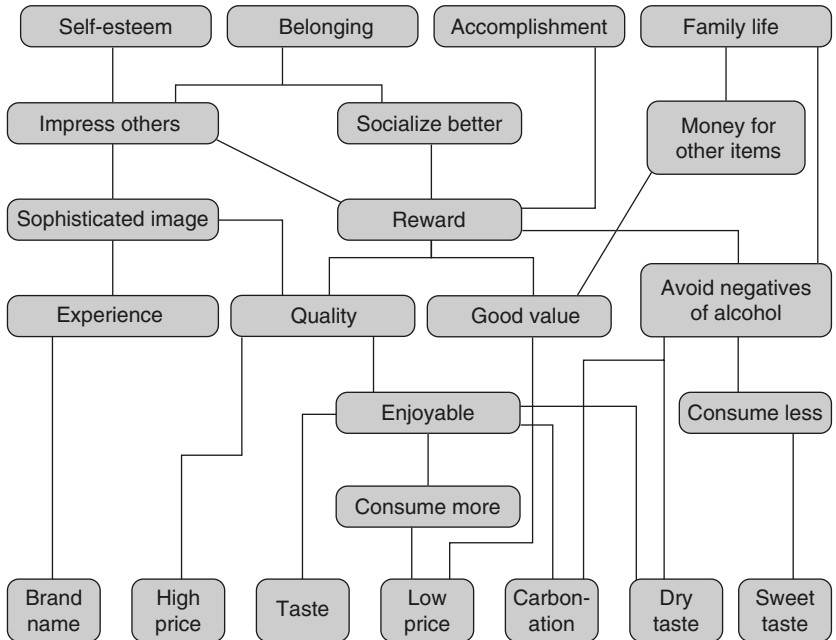 Self-esteem
Belonging
Accomplishment
Family life
Impress others
Socialize better
Money for
other items
Sophisticated image
Reward
Avoid negatives
of alcohol
Experience
Quality
Good value
Enjoyable
Consume less
Consume more
Brand
name
High
price
Taste
Low
price
Carbon-
ation
Dry
taste
Sweet
taste